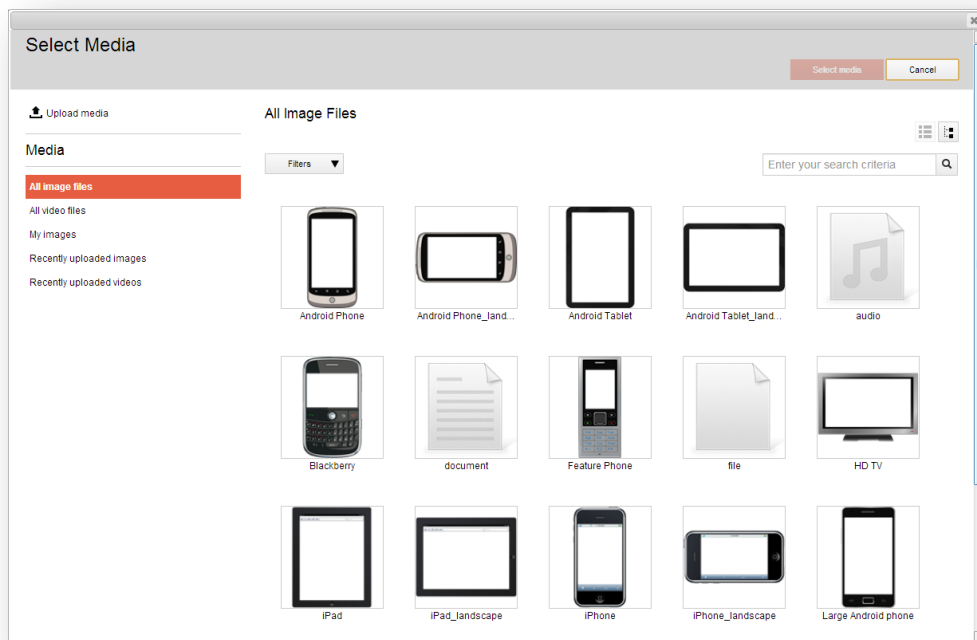 Select Media
Select media
Cancel
Upload media
Media
All image files
All video files
My images
Recently uploaded images
Recently uploaded videos
All Image Files
Filters
Enter your search criteria
Android Phone
Android Phone_land...
Android Tablet
Android Tablet_land...
audio
Blackberry
document
Feature Phone
file
HD TV
iPad
iPad_landscape
iPhone
iPhone_landscape
Large Android phone